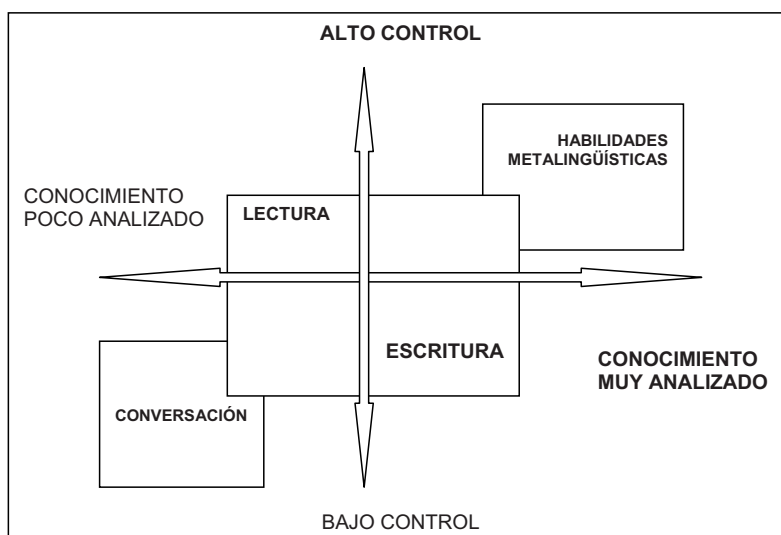 ALTO CONTROL
HABILIDADES
METALINGÜÍSTICAS
CONOCIMIENTO
POCO ANALIZADO
LECTURA
ESCRITURA
CONOCIMIENTO
MUY ANALIZADO
CONVERSACIÓN
BAJO CONTROL